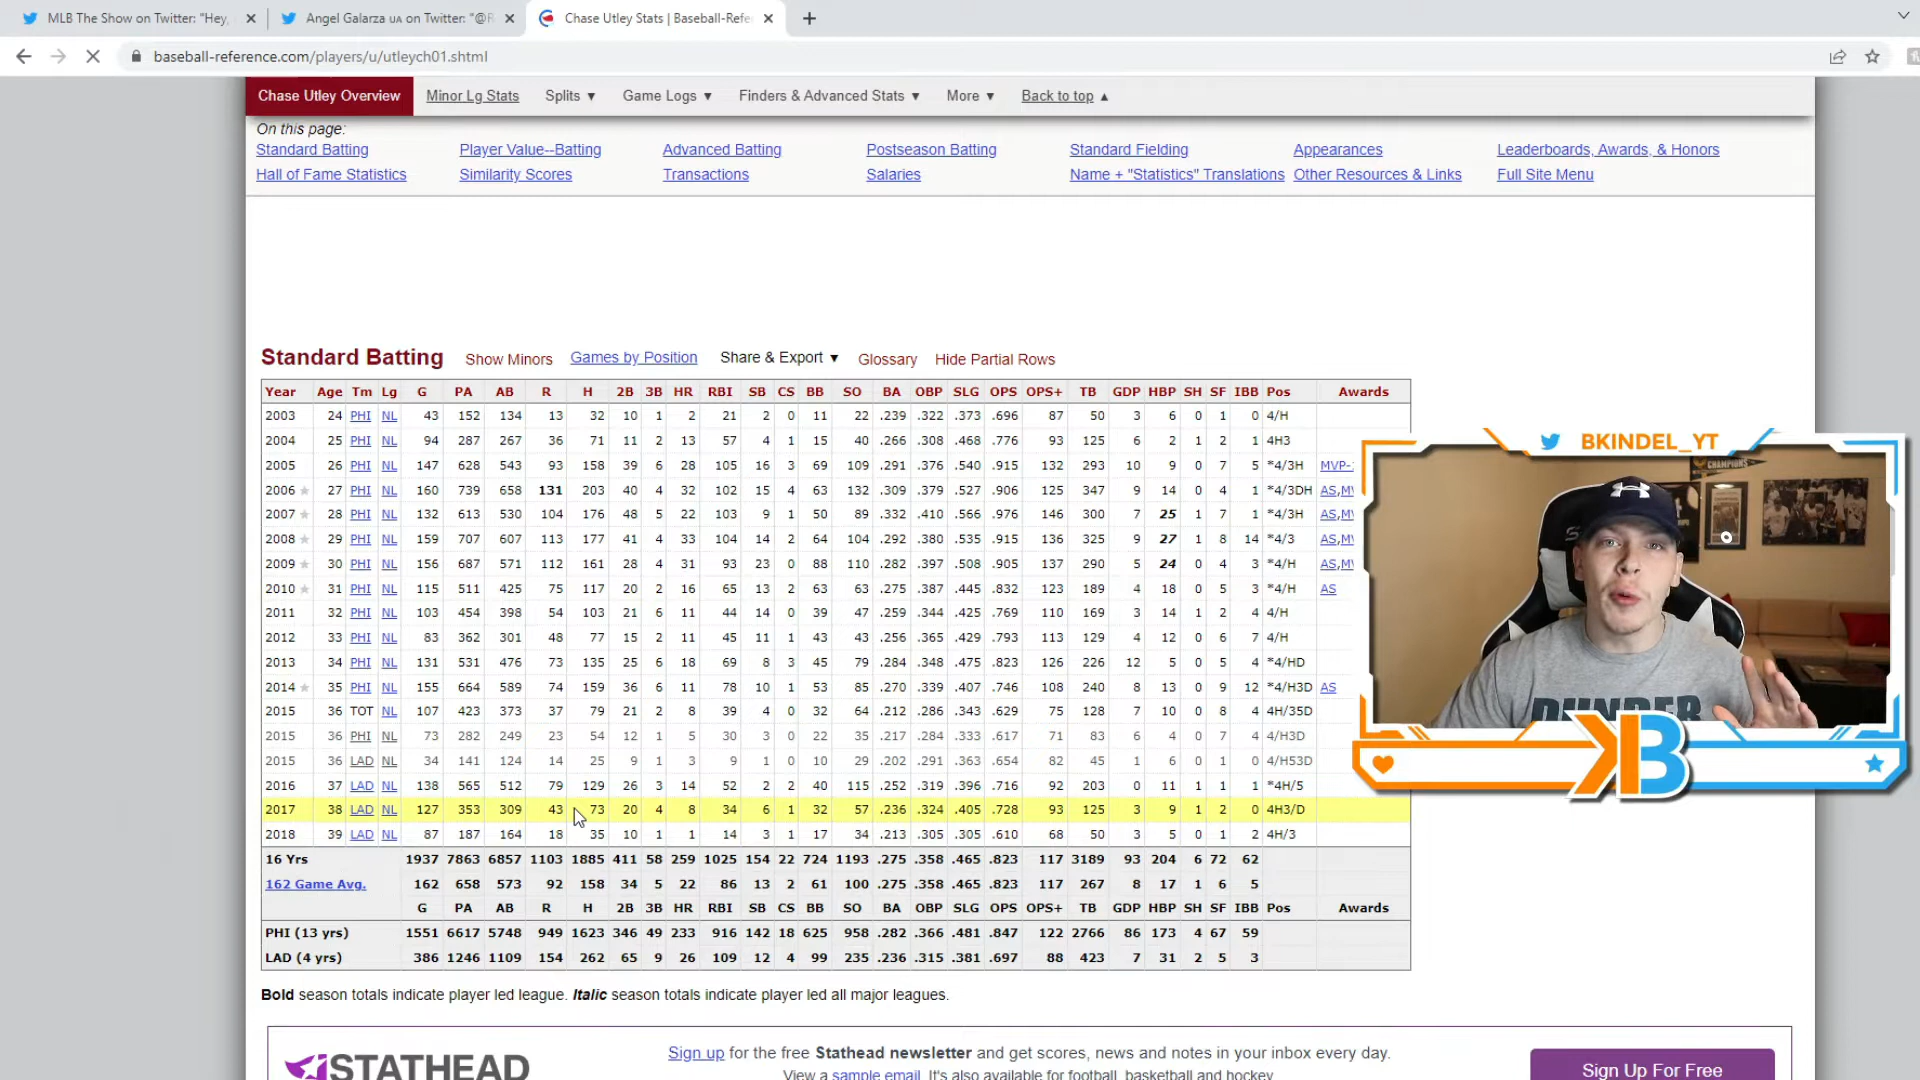 MLB The Show on Twitter: "Hey,
Angel Galarza UA on Twitter: "@R
Chase Utley Stats | Baseball-Refe
baseball-reference.com/players/u/utleych01.shtml
Chase Utley Overview Minor Lg Stats Splits ▼ Game Logs ▼ Finders & Advanced Stats ▼ More ▼ Back to top ▲
On this page:
Standard Batting Player Value--Batting Advanced Batting Postseason Batting Standard Fielding Appearances Leaderboards, Awards, & Honors
Hall of Fame Statistics Similarity Scores Transactions Salaries Name + "Statistics" Translations Other Resources & Links Full Site Menu
Standard Batting Show Minors Games by Position Share & Export ▼ Glossary Hide Partial Rows
Year Age Tm Lg G PA AB R H 2B 3B HR RBI SB CS BB SO BA OBP SLG OPS OPS+ TB GDP HBP SH SF IBB Pos Awards
2003 24 PHI NL 43 152 134 13 32 10 1 2 21 2 0 11 22 .239 .322 .373 .696 87 50 3 6 0 1 0 4/H
2004 25 PHI NL 94 287 267 36 71 11 2 13 57 4 1 15 40 .266 .308 .468 .776 93 125 6 2 1 2 1 4H3
2005 26 PHI NL 147 628 543 93 158 39 6 28 105 16 3 69 109 .291 .376 .540 .915 132 293 10 9 0 7 5 *4/3H MVP-
2006 ★ 27 PHI NL 160 739 658 131 203 40 4 32 102 15 4 63 132 .309 .379 .527 .906 125 347 9 14 0 4 1 *4/3DH AS,MV
2007 ★ 28 PHI NL 132 613 530 104 176 48 5 22 103 9 1 50 89 .332 .410 .566 .976 146 300 7 25 1 7 1 *4/3H AS,MV
2008 ★ 29 PHI NL 159 707 607 113 177 41 4 33 104 14 2 64 104 .292 .380 .535 .915 136 325 9 27 1 8 14 *4/3 AS,MV
2009 ★ 30 PHI NL 156 687 571 112 161 28 4 31 93 23 0 88 110 .282 .397 .508 .905 137 290 5 24 0 4 3 *4/H AS,MV
2010 ★ 31 PHI NL 115 511 425 75 117 20 2 16 65 13 2 63 63 .275 .387 .445 .832 123 189 4 18 0 5 3 *4/H AS
2011 32 PHI NL 103 454 398 54 103 21 6 11 44 14 0 39 47 .259 .344 .425 .769 110 169 3 14 1 2 4 4/H
2012 33 PHI NL 83 362 301 48 77 15 2 11 45 11 1 43 43 .256 .365 .429 .793 113 129 4 12 0 6 7 4/H
2013 34 PHI NL 131 531 476 73 135 25 6 18 69 8 3 45 79 .284 .348 .475 .823 126 226 12 5 0 5 4 *4/HD
2014 ★ 35 PHI NL 155 664 589 74 159 36 6 11 78 10 1 53 85 .270 .339 .407 .746 108 240 8 13 0 9 12 *4/H3D AS
2015 36 TOT NL 107 423 373 37 79 21 2 8 39 4 0 32 64 .212 .286 .343 .629 75 128 7 10 0 8 4 4H/35D
2015 36 PHI NL 73 282 249 23 54 12 1 5 30 3 0 22 35 .217 .284 .333 .617 71 83 6 4 0 7 4 4/H3D
2015 36 LAD NL 34 141 124 14 25 9 1 3 9 1 0 10 29 .202 .291 .363 .654 82 45 1 6 0 1 0 4/H53D
2016 37 LAD NL 138 565 512 79 129 26 3 14 52 2 2 40 115 .252 .319 .396 .716 92 203 0 11 1 1 1 *4H/5
2017 38 LAD NL 127 353 309 43 73 20 4 8 34 6 1 32 57 .236 .324 .405 .728 93 125 3 9 1 2 0 4H3/D
2018 39 LAD NL 87 187 164 18 35 10 1 1 14 3 1 17 34 .213 .305 .305 .610 68 50 3 5 0 1 2 4H/3
16 Yrs 1937 7863 6857 1103 1885 411 58 259 1025 154 22 724 1193 .275 .358 .465 .823 117 3189 93 204 6 72 62
162 Game Avg. 162 658 573 92 158 34 5 22 86 13 2 61 100 .275 .358 .465 .823 117 267 8 17 1 6 5
G PA AB R H 2B 3B HR RBI SB CS BB SO BA OBP SLG OPS OPS+ TB GDP HBP SH SF IBB Pos Awards
PHI (13 yrs) 1551 6617 5748 949 1623 346 49 233 916 142 18 625 958 .282 .366 .481 .847 122 2766 86 173 4 67 59
LAD (4 yrs) 386 1246 1109 154 262 65 9 26 109 12 4 99 235 .236 .315 .381 .697 88 423 7 31 2 5 3
Bold season totals indicate player led league. Italic season totals indicate player led all major leagues.
BKINDEL_YT
CHAMPIONS
DUNDER
KB
STATHEAD
Sign up for the free Stathead newsletter and get scores, news and notes in your inbox every day.
View a sample email. It's also available for football, basketball and hockey
Sign Up For Free